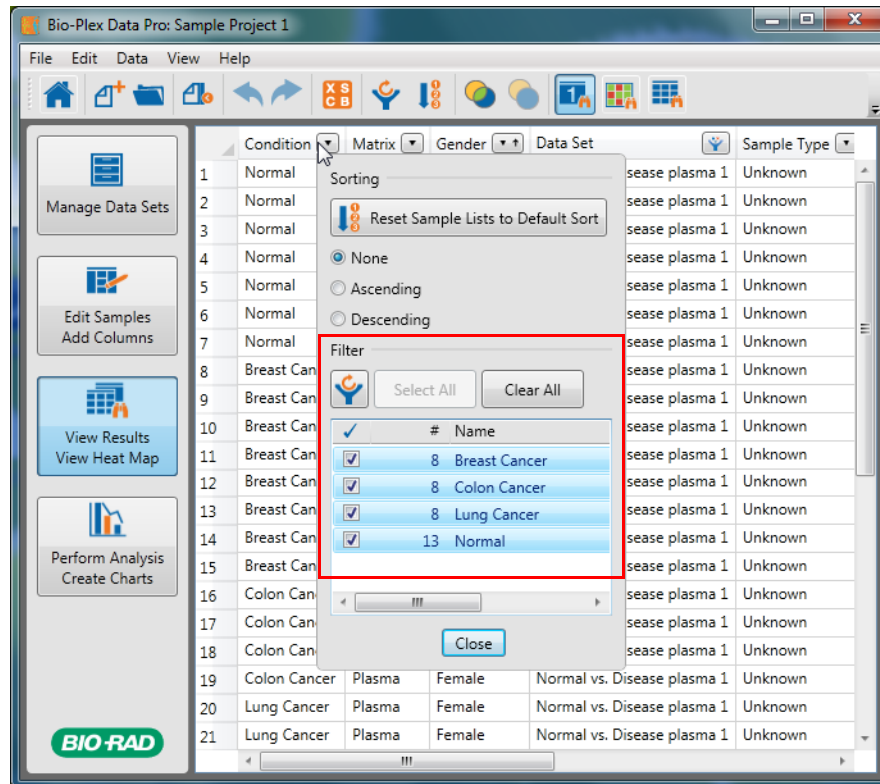 Bio-Plex Data Pro: Sample Project 1
File Edit Data View Help
X S C B
1 2 3
1
Condition Matrix Gender Data Set Sample Type
Manage Data Sets
Edit Samples
Add Columns
View Results
View Heat Map
Perform Analysis
Create Charts
BIO-RAD
1 Normal sease plasma 1 Unknown
2 Normal sease plasma 1 Unknown
3 Normal sease plasma 1 Unknown
4 Normal sease plasma 1 Unknown
5 Normal sease plasma 1 Unknown
6 Normal sease plasma 1 Unknown
7 Normal sease plasma 1 Unknown
8 Breast Can sease plasma 1 Unknown
9 Breast Can sease plasma 1 Unknown
10 Breast Can sease plasma 1 Unknown
11 Breast Can sease plasma 1 Unknown
12 Breast Can sease plasma 1 Unknown
13 Breast Can sease plasma 1 Unknown
14 Breast Can sease plasma 1 Unknown
15 Breast Can sease plasma 1 Unknown
16 Colon Can sease plasma 1 Unknown
17 Colon Can sease plasma 1 Unknown
18 Colon Can sease plasma 1 Unknown
19 Colon Cancer Plasma Female Normal vs. Disease plasma 1 Unknown
20 Lung Cancer Plasma Female Normal vs. Disease plasma 1 Unknown
21 Lung Cancer Plasma Female Normal vs. Disease plasma 1 Unknown
Sorting
1 2 3 Reset Sample Lists to Default Sort
None
Ascending
Descending
Filter
Select All Clear All
# Name
8 Breast Cancer
8 Colon Cancer
8 Lung Cancer
13 Normal
Close